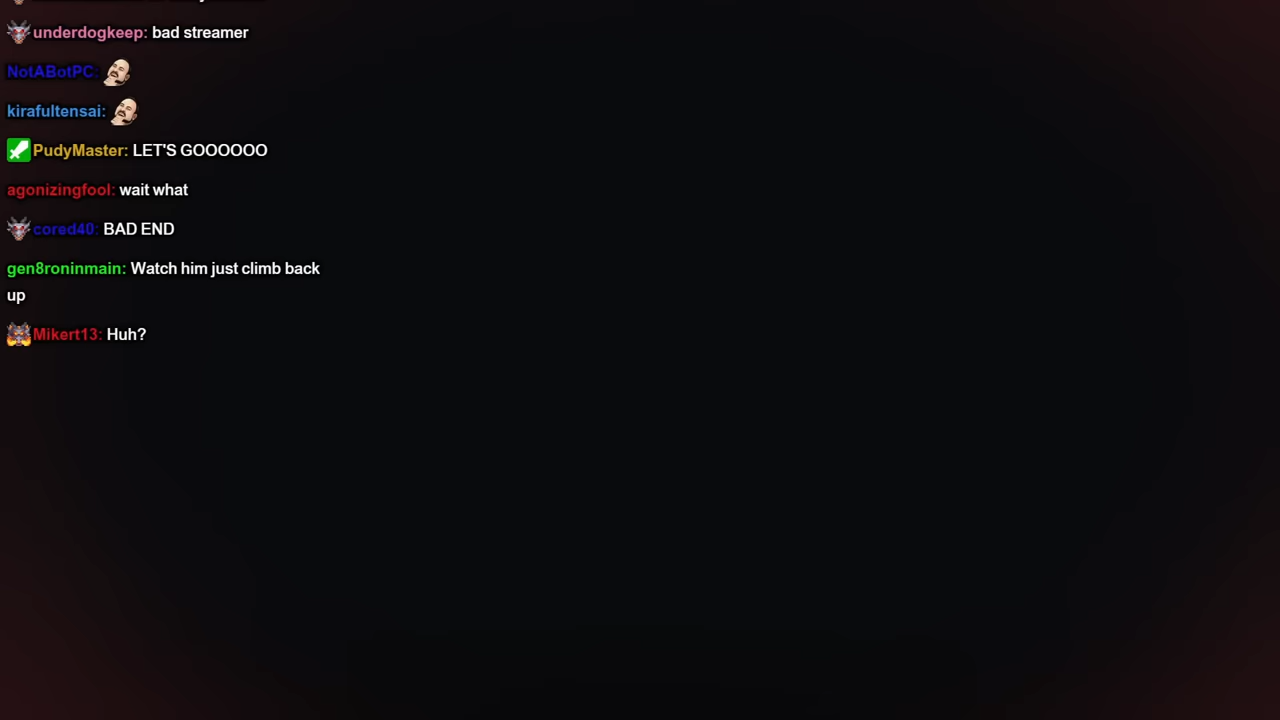 underdogkeep: bad streamer
NotABotPC:
kirafultensai:
PudyMaster: LET'S GOOOOOO
agonizingfool: wait what
cored40: BAD END
gen8roninmain: Watch him just climb back
up
Mikert13: Huh?